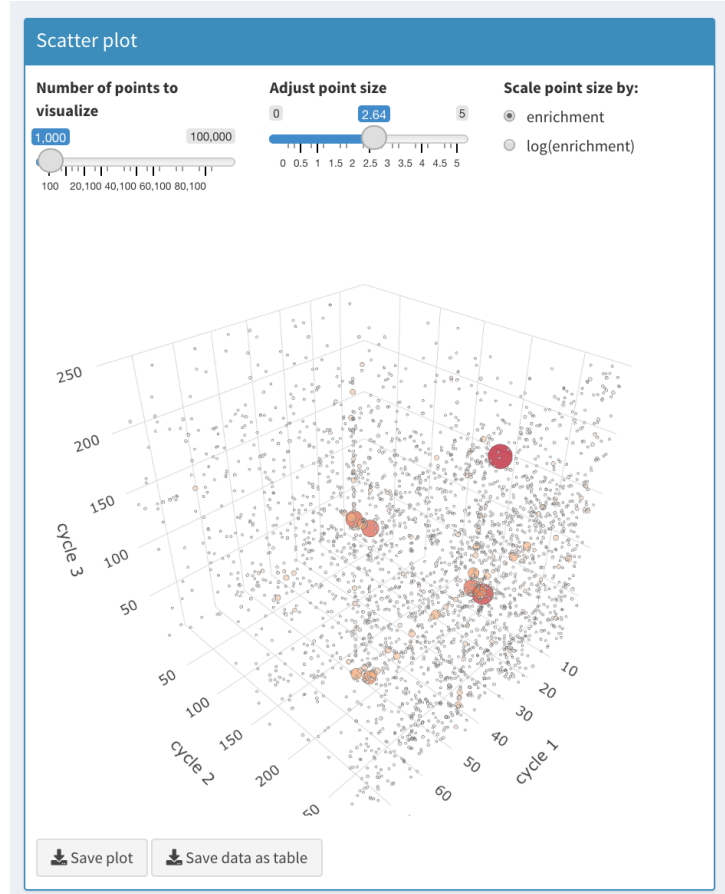 Scatter plot
Number of points to
visualize
1,000
100,000
100 20,100 40,100 60,100 80,100
Adjust point size
0
2.64
5
0 0.5 1 1.5 2 2.5 3 3.5 4 4.5 5
Scale point size by:
enrichment
log(enrichment)
250
200
150
100
50
cycle 3
50
100
150
200
cycle 2
10
20
30
40
50
60
cycle 1
Save plot
Save data as table